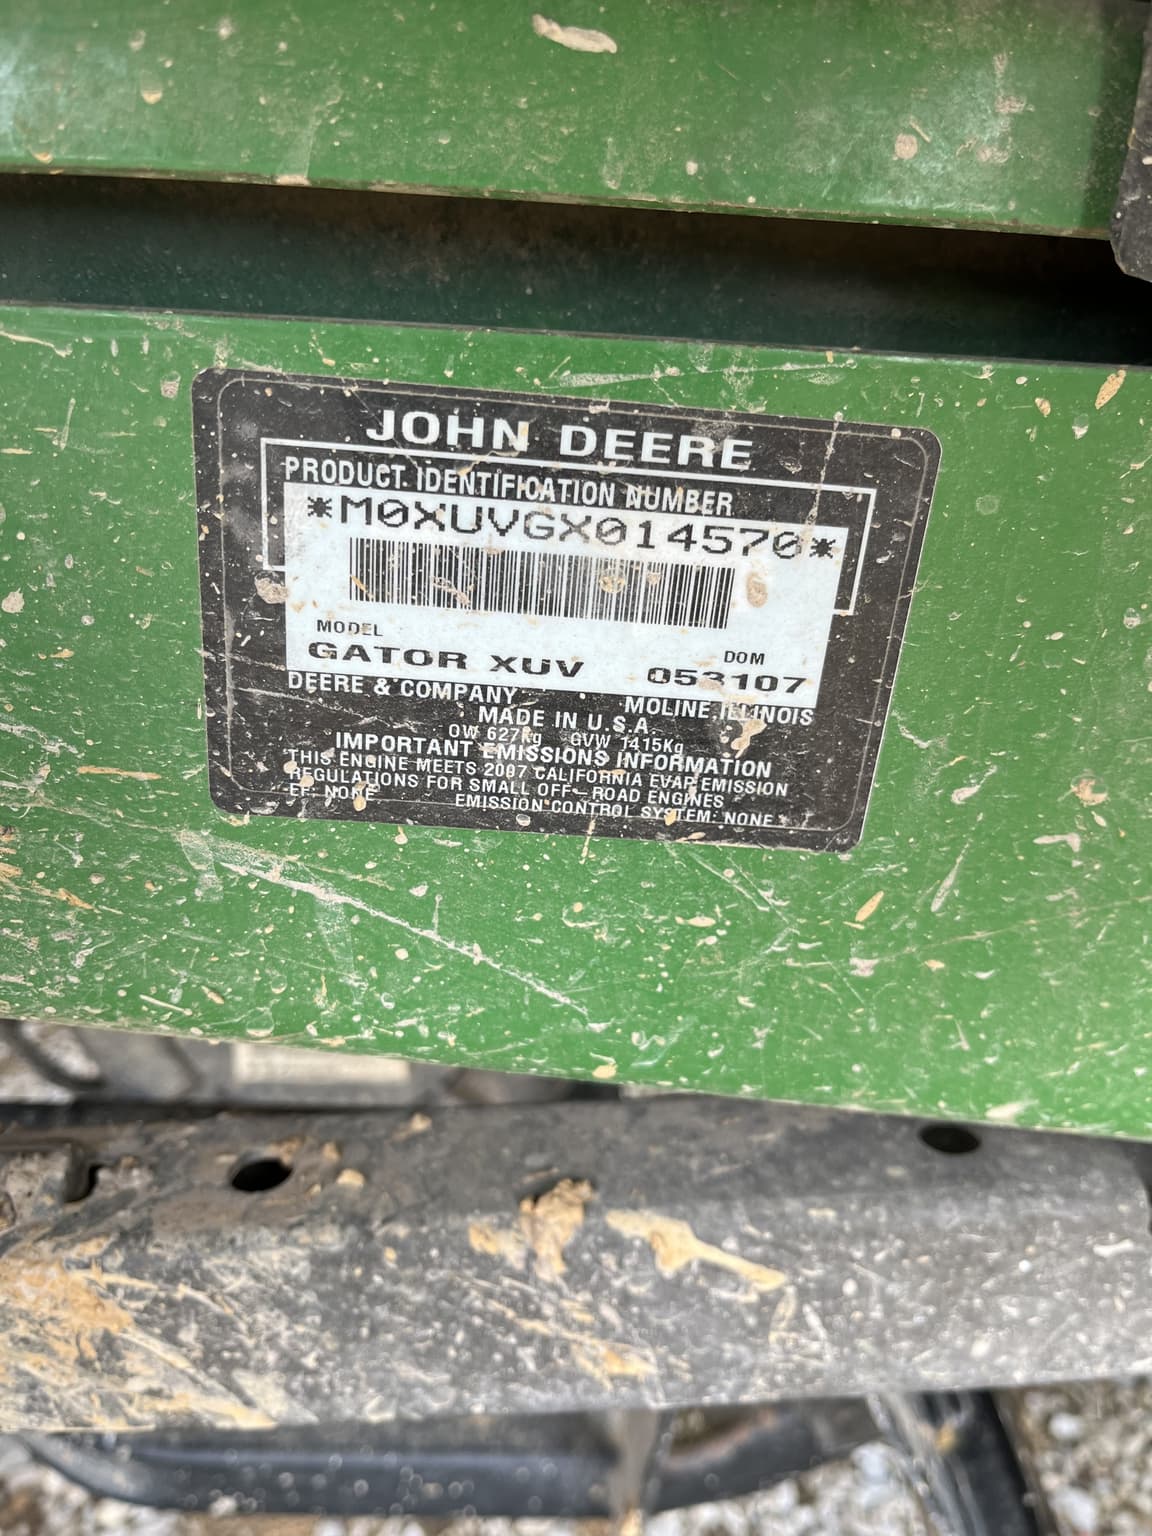 JOHN DEERE
PRODUCT IDENTIFICATION NUMBER
*M0XUVGX014570*
MODEL
GATOR XUV
DOM
053107
DEERE & COMPANY MOLINE, ILLINOIS
MADE IN U.S.A
OW 627Kg GVW 1415Kg
IMPORTANT EMISSIONS INFORMATION
THIS ENGINE MEETS 2007 CALIFORNIA EVAP EMISSION
REGULATIONS FOR SMALL OFF-ROAD ENGINES
EF: NONE EMISSION CONTROL SYSTEM: NONE